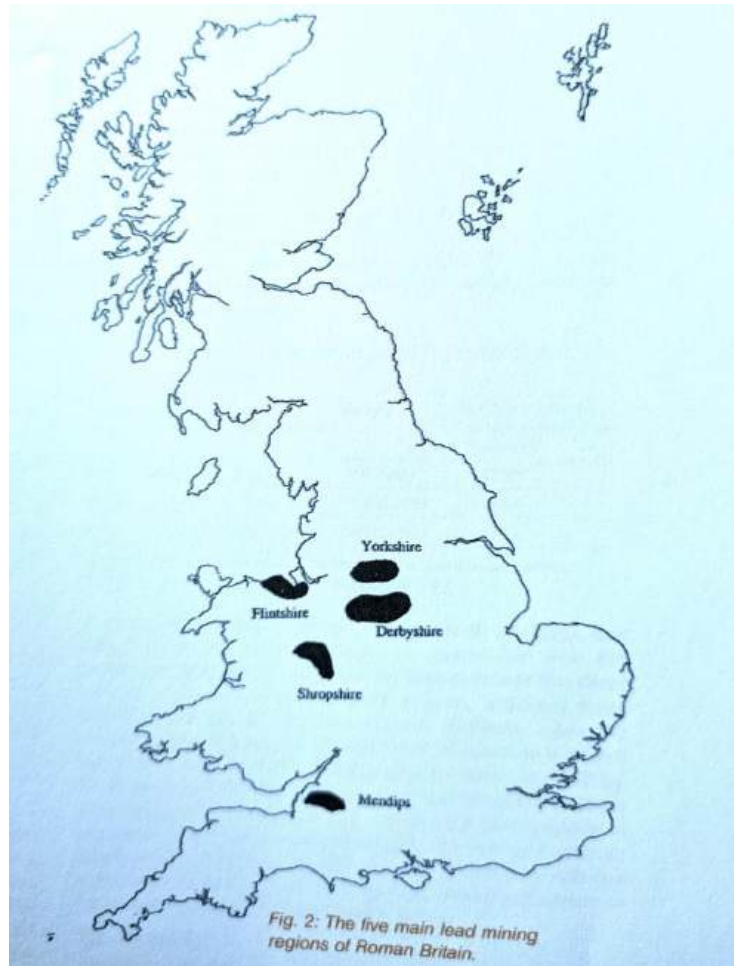 Yorkshire
Flintshire
Derbyshire
Shropshire
Mendips
Fig. 2: The five main lead mining
regions of Roman Britain.